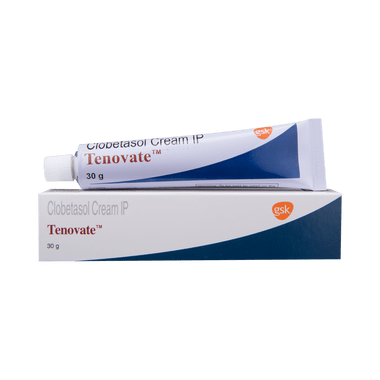 Clobetasol Cream IP
Tenovate™
30 g
gsk
Clobetasol Cream IP
Tenovate™
30 g
gsk